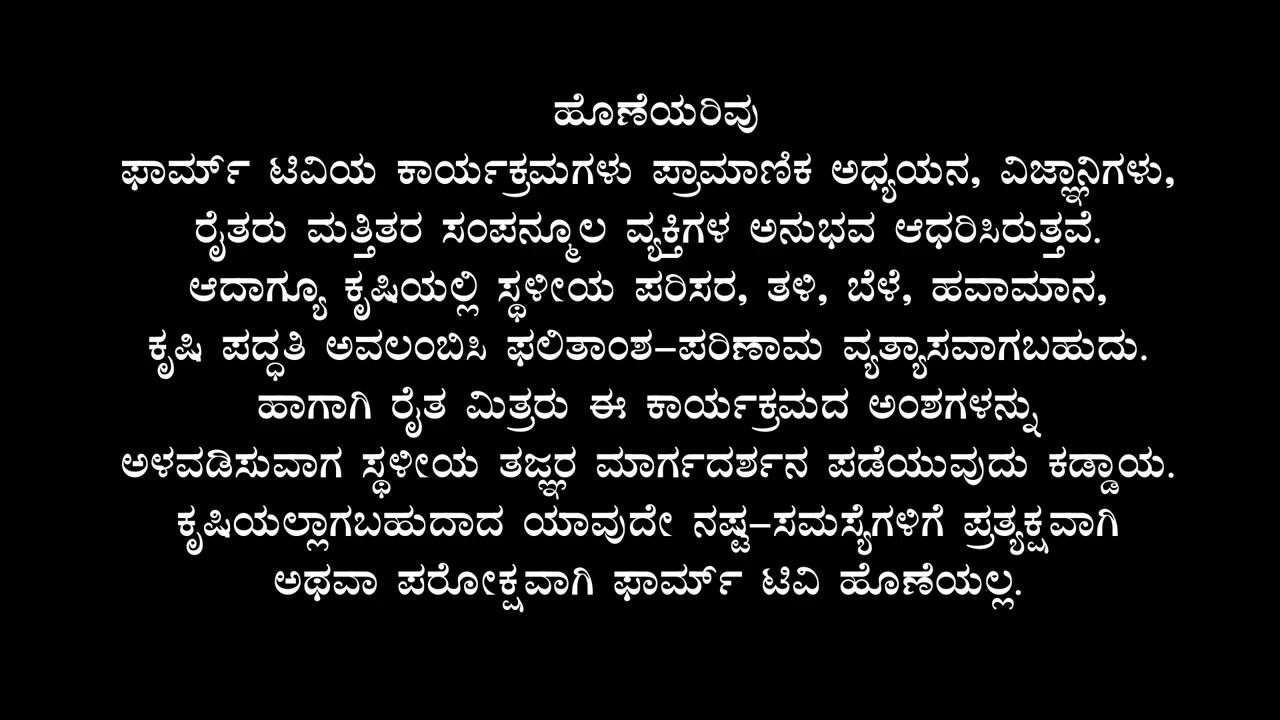 ಹೊಣೆಯರಿವು
ಫಾರ್ಮ್ ಟಿವಿಯ ಕಾರ್ಯಕ್ರಮಗಳು ಪ್ರಾಮಾಣಿಕ ಅಧ್ಯಯನ, ವಿಜ್ಞಾನಿಗಳು,
ರೈತರು ಮತ್ತಿತರ ಸಂಪನ್ಮೂಲ ವ್ಯಕ್ತಿಗಳ ಅನುಭವ ಆಧರಿಸಿರುತ್ತವೆ.
ಆದಾಗ್ಯೂ ಕೃಷಿಯಲ್ಲಿ ಸ್ಥಳೀಯ ಪರಿಸರ, ತಳಿ, ಬೆಳೆ, ಹವಾಮಾನ,
ಕೃಷಿ ಪದ್ಧತಿ ಅವಲಂಬಿಸಿ ಫಲಿತಾಂಶ-ಪರಿಣಾಮ ವ್ಯತ್ಯಾಸವಾಗಬಹುದು.
ಹಾಗಾಗಿ ರೈತ ಮಿತ್ರರು ಈ ಕಾರ್ಯಕ್ರಮದ ಅಂಶಗಳನ್ನು
ಅಳವಡಿಸುವಾಗ ಸ್ಥಳೀಯ ತಜ್ಞರ ಮಾರ್ಗದರ್ಶನ ಪಡೆಯುವುದು ಕಡ್ಡಾಯ.
ಕೃಷಿಯಲ್ಲಾಗಬಹುದಾದ ಯಾವುದೇ ನಷ್ಟ-ಸಮಸ್ಯೆಗಳಿಗೆ ಪ್ರತ್ಯಕ್ಷವಾಗಿ
ಅಥವಾ ಪರೋಕ್ಷವಾಗಿ ಫಾರ್ಮ್ ಟಿವಿ ಹೊಣೆಯಲ್ಲ.